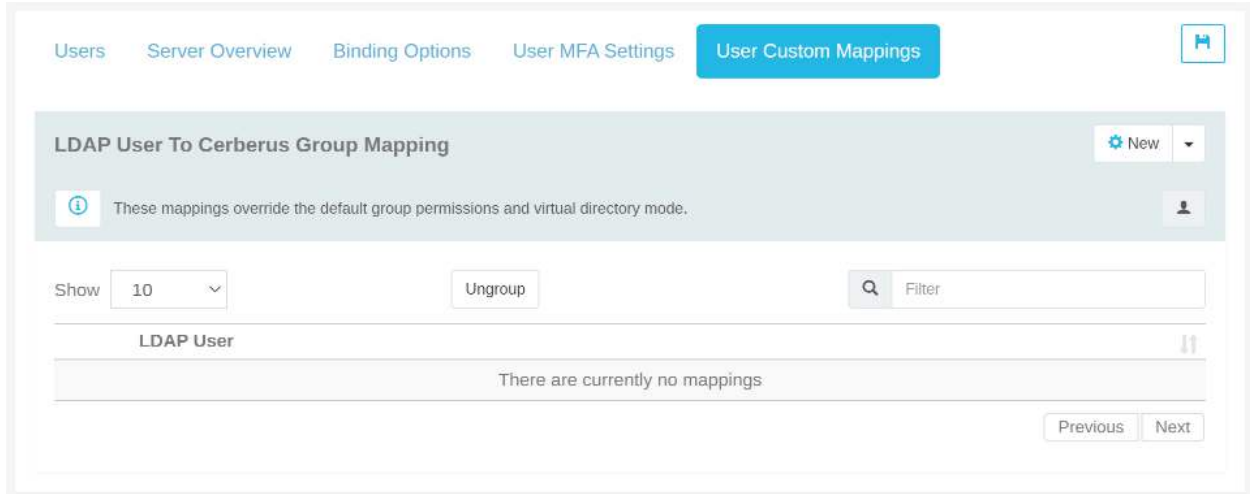 Users Server Overview Binding Options User MFA Settings User Custom Mappings
LDAP User To Cerberus Group Mapping New
These mappings override the default group permissions and virtual directory mode.
Show 10 Ungroup Filter
LDAP User
There are currently no mappings
Previous Next